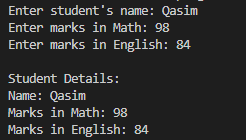 Enter student's name: Qasim
Enter marks in Math: 98
Enter marks in English: 84

Student Details:
Name: Qasim
Marks in Math: 98
Marks in English: 84